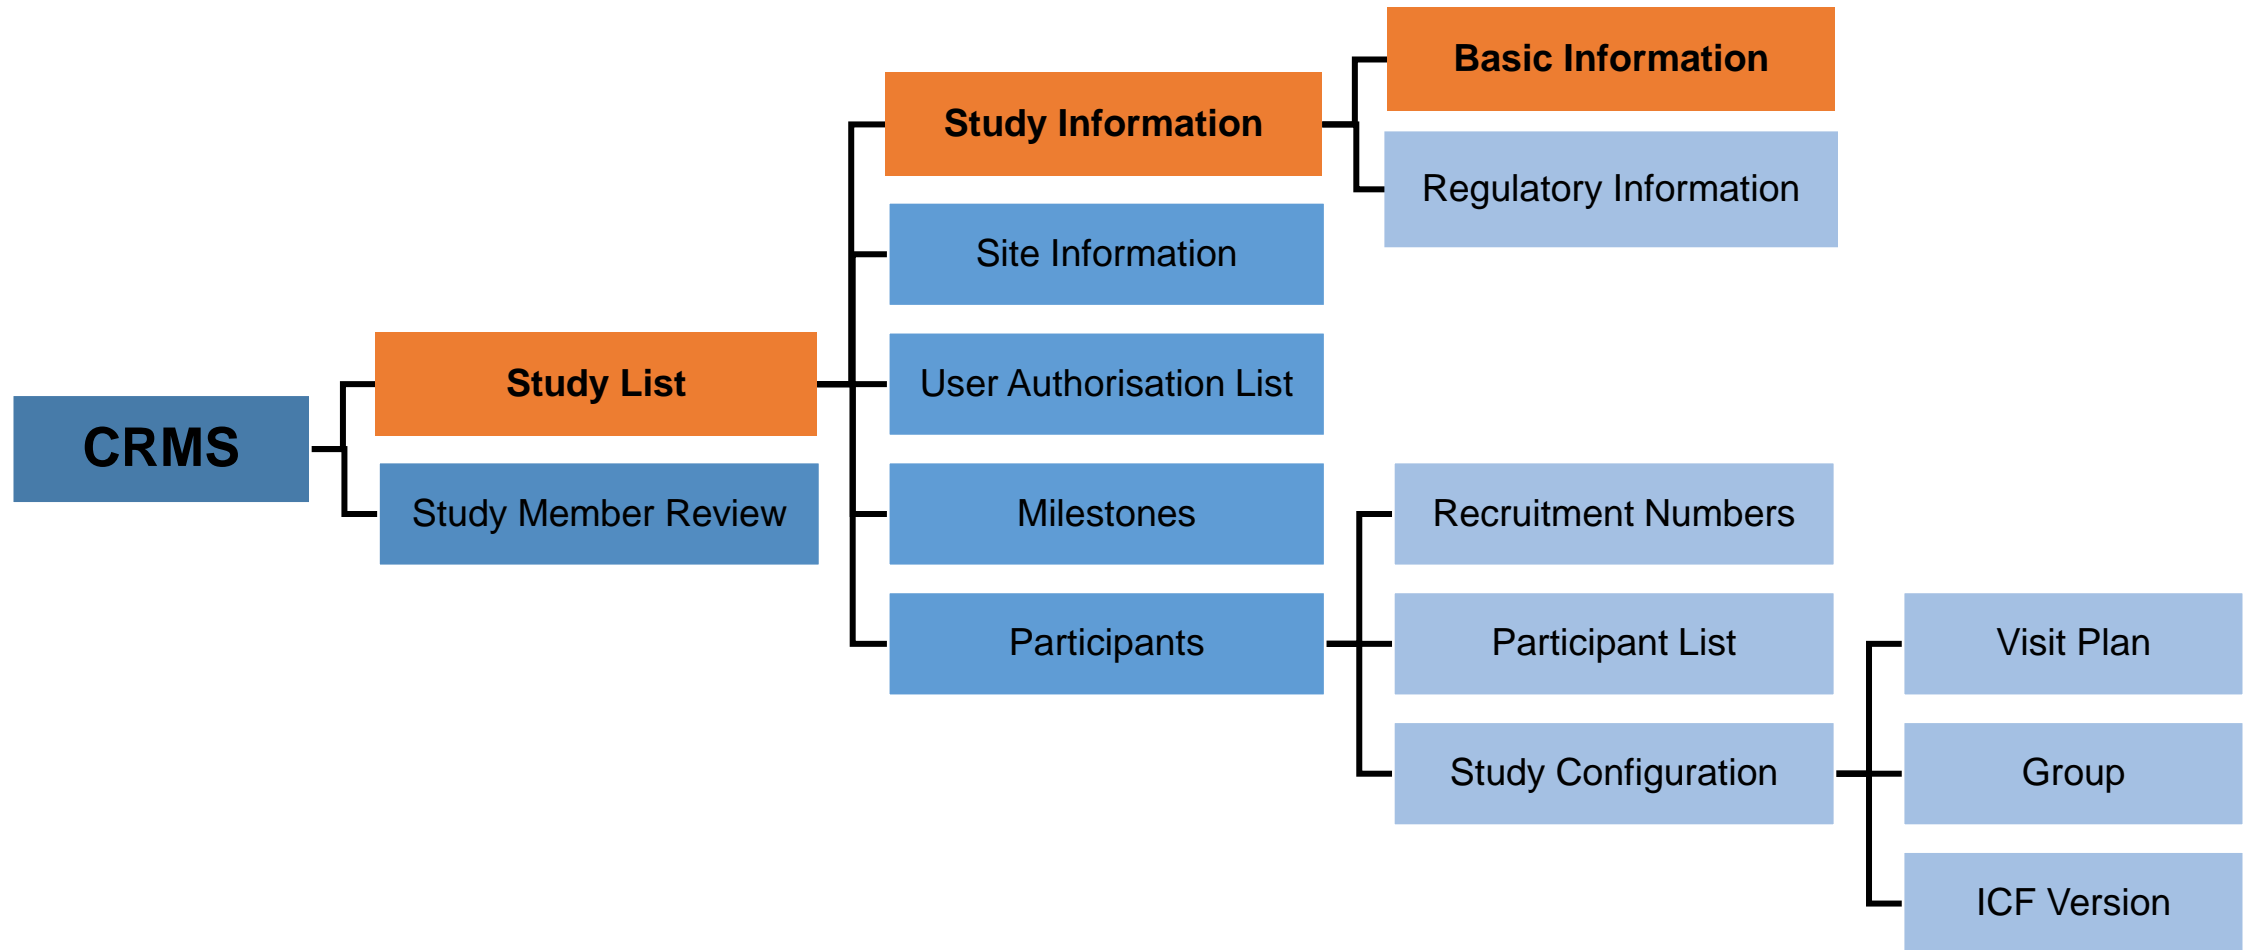 CRMS
Study List
Study Member Review
Study Information
Site Information
User Authorisation List
Milestones
Participants
Basic Information
Regulatory Information
Recruitment Numbers
Participant List
Study Configuration
Visit Plan
Group
ICF Version